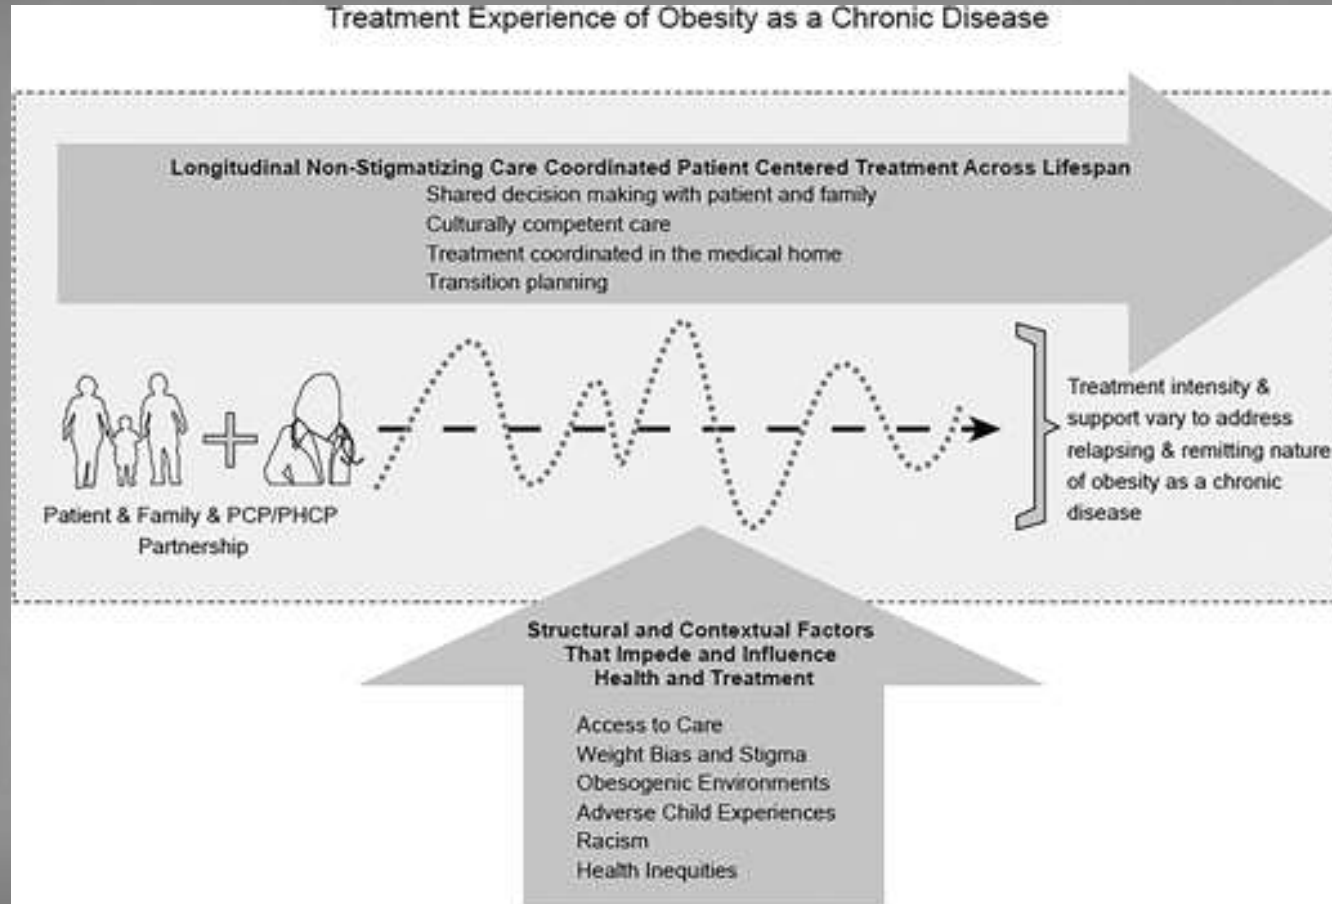 Treatment Experience of Obesity as a Chronic Disease
Longitudinal Non-Stigmatizing Care Coordinated Patient Centered Treatment Across Lifespan
Shared decision making with patient and family
Culturally competent care
Treatment coordinated in the medical home
Transition planning
Patient & Family & PCP/PHCP
Partnership
Treatment intensity &
support vary to address
relapsing & remitting nature
of obesity as a chronic
disease
Structural and Contextual Factors
That Impede and Influence
Health and Treatment
Access to Care
Weight Bias and Stigma
Obesogenic Environments
Adverse Child Experiences
Racism
Health Inequities